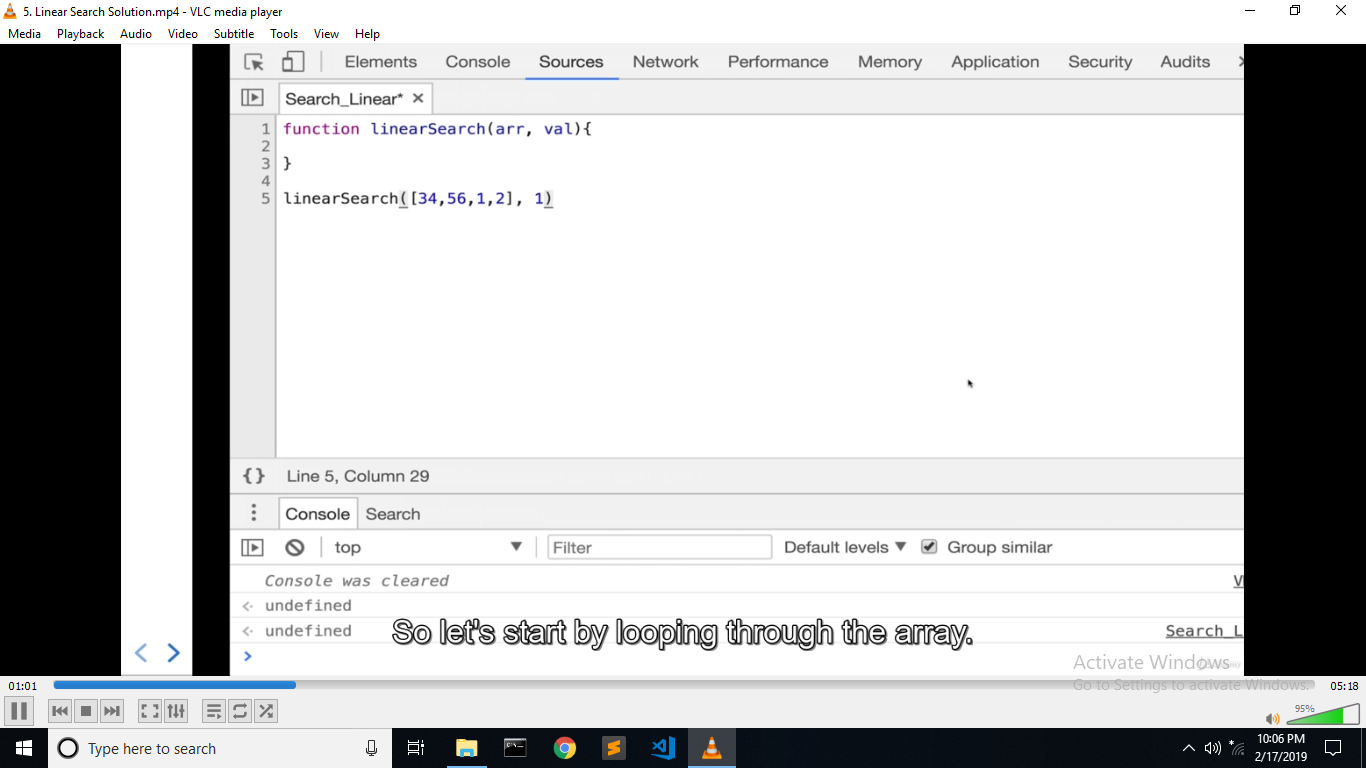 5. Linear Search Solution.mp4 - VLC media player
Media Playback Audio Video Subtitle Tools View Help
Elements Console Sources Network Performance Memory Application Security Audits
Search_Linear* ×
1 function linearSearch(arr, val){
2
3 }
4
5 linearSearch([34,56,1,2], 1)
{} Line 5, Column 29
Console Search
top Filter Default levels Group similar
Console was cleared V
undefined
undefined Search_L
So let's start by looping through the array.
Activate Windows
Go to Settings to activate Windows.
01:01 05:18
95%
Type here to search
10:06 PM
2/17/2019